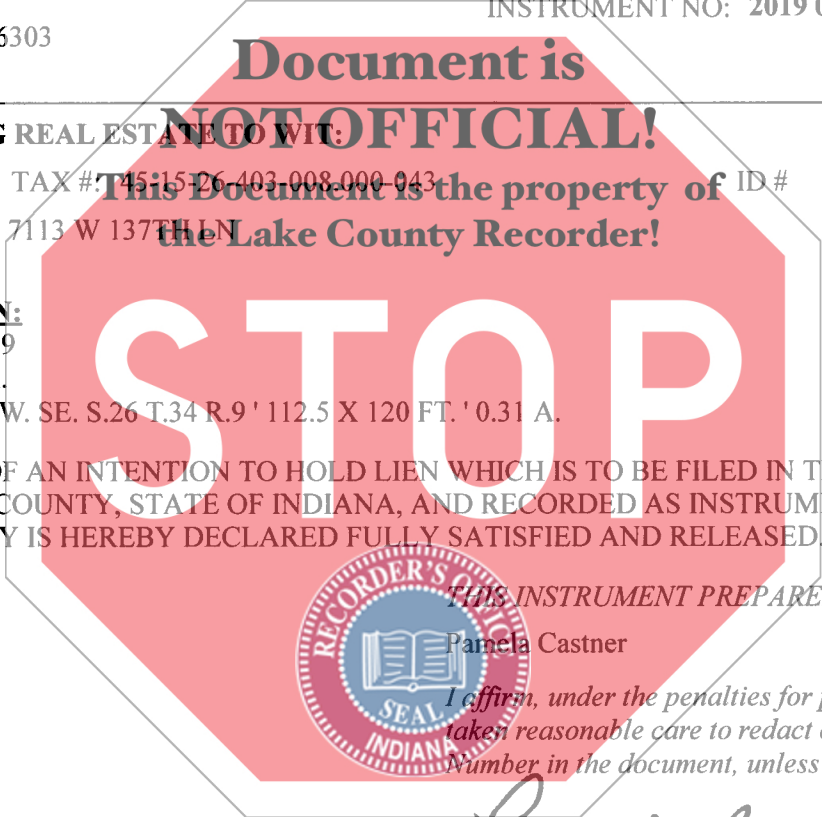 INSTRUMENT NO: 2019 0
6303
Document is
NOT OFFICIAL!
G REAL ESTATE TO WIT:
TAX #: 45-15-26-403-008.000-043 ID #
This Document is the property of
7113 W 137TH LN
the Lake County Recorder!
N:
9
STOP
W. SE. S.26 T.34 R.9 ' 112.5 X 120 FT. ' 0.31 A.
F AN INTENTION TO HOLD LIEN WHICH IS TO BE FILED IN T
COUNTY, STATE OF INDIANA, AND RECORDED AS INSTRUM
Y IS HEREBY DECLARED FULLY SATISFIED AND RELEASED.
RECORDER'S OFFICE
SEAL
INDIANA
THIS INSTRUMENT PREPARE
Pamela Castner
I affirm, under the penalties for p
taken reasonable care to redact
Number in the document, unless